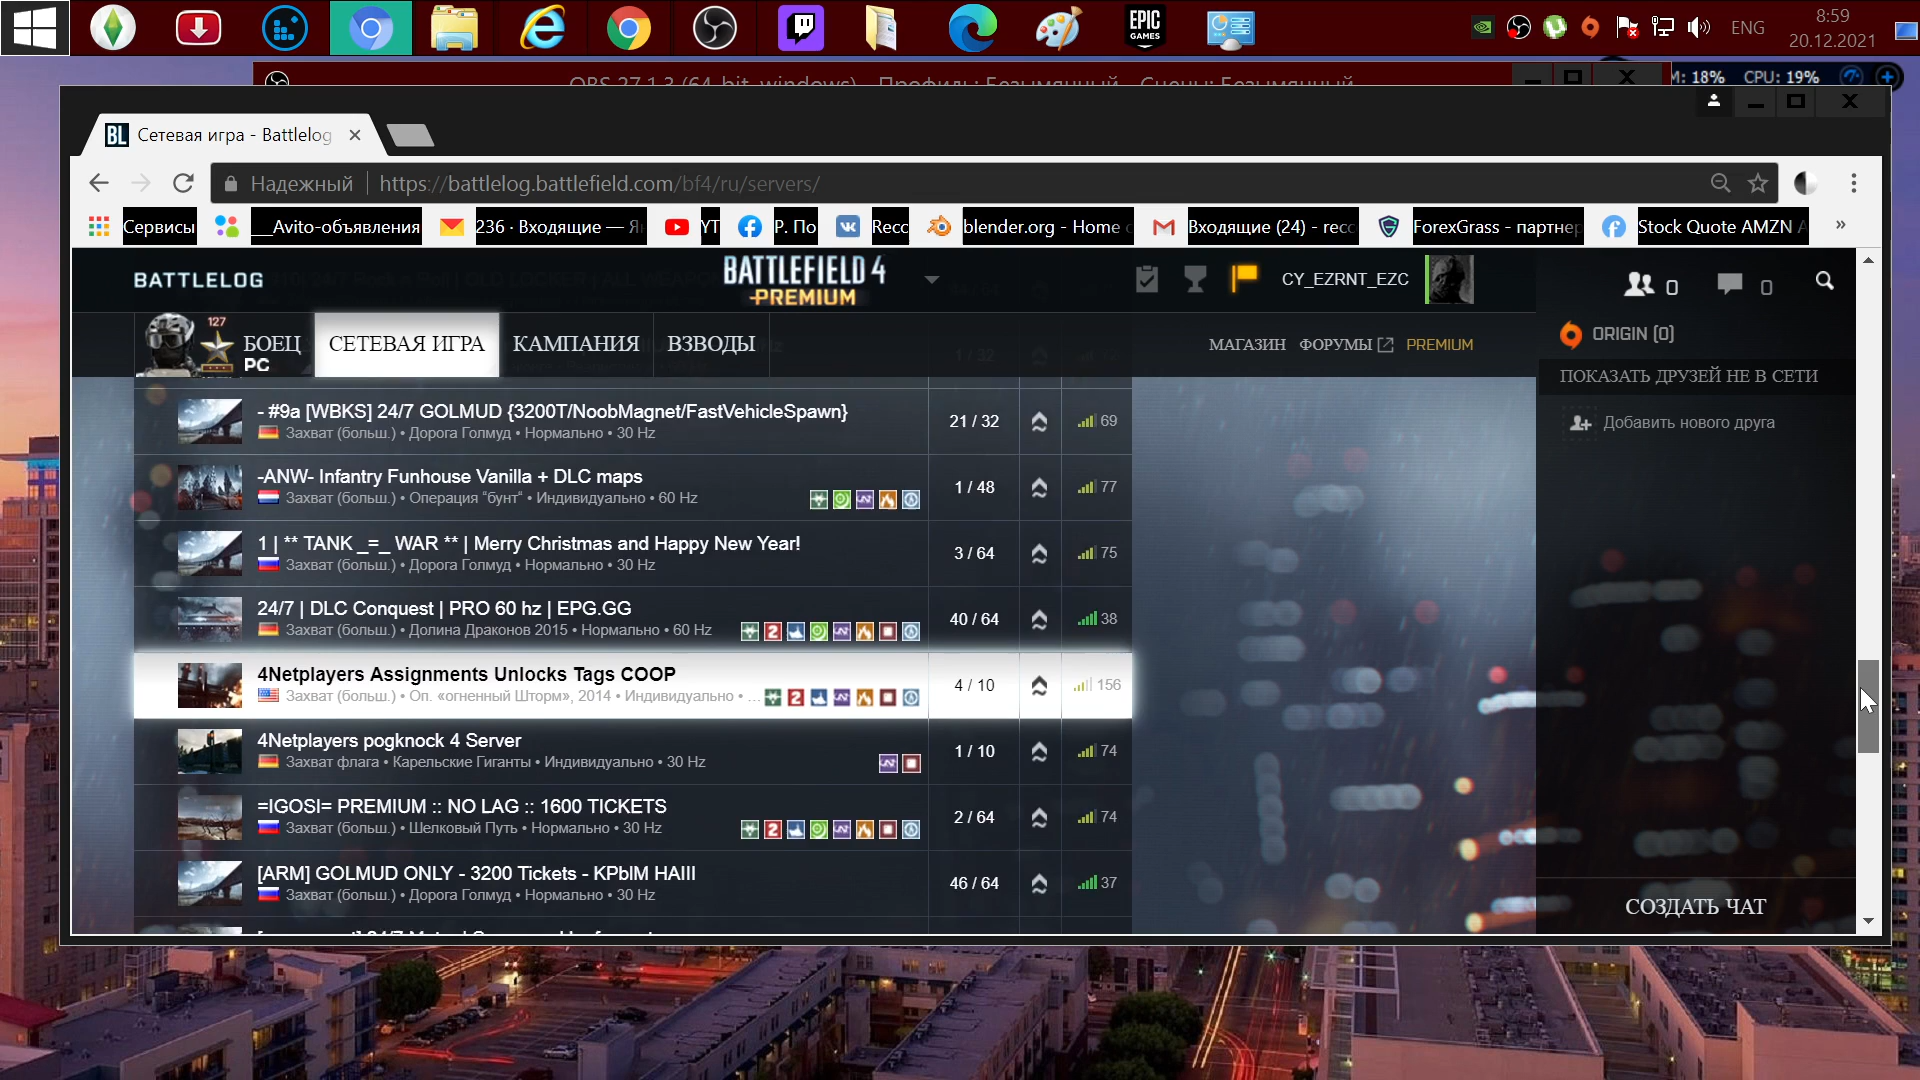 EPIC GAMES
ENG
8:59
20.12.2021
OBS 27.1.3 (64-bit, windows) - Профиль: Безымянный - Сцены: Безымянный
18%
CPU: 19%
BL Сетевая игра - Battlelog
Надежный
https://battlelog.battlefield.com/bf4/ru/servers/
Сервисы
__Avito-объявления
236 · Входящие — Я
YT
Р. По
Recc
blender.org - Home
Входящие (24) - recc
ForexGrass - партне
Stock Quote AMZN A
»
BATTLELOG
BATTLEFIELD 4
PREMIUM
CY_EZRNT_EZC
0
0
127
БОЕЦ
PC
СЕТЕВАЯ ИГРА
КАМПАНИЯ
ВЗВОДЫ
МАГАЗИН
ФОРУМЫ
PREMIUM
ORIGIN (0)
ПОКАЗАТЬ ДРУЗЕЙ НЕ В СЕТИ
Добавить нового друга
1 / 32
- #9a [WBKS] 24/7 GOLMUD {3200T/NoobMagnet/FastVehicleSpawn}
Захват (больш.) • Дорога Голмуд • Нормально • 30 Hz
21 / 32
69
-ANW- Infantry Funhouse Vanilla + DLC maps
Захват (больш.) • Операция "бунт" • Индивидуально • 60 Hz
1 / 48
77
1 | ** TANK _=_ WAR ** | Merry Christmas and Happy New Year!
Захват (больш.) • Дорога Голмуд • Нормально • 30 Hz
3 / 64
75
24/7 | DLC Conquest | PRO 60 hz | EPG.GG
Захват (больш.) • Долина Драконов 2015 • Нормально • 60 Hz
2
40 / 64
38
4Netplayers Assignments Unlocks Tags COOP
Захват (больш.) • Оп. «огненный Шторм», 2014 • Индивидуально • ...
2
4 / 10
156
4Netplayers pogknock 4 Server
Захват флага • Карельские Гиганты • Индивидуально • 30 Hz
1 / 10
74
=IGOSI= PREMIUM :: NO LAG :: 1600 TICKETS
Захват (больш.) • Шелковый Путь • Нормально • 30 Hz
2
2 / 64
74
[ARM] GOLMUD ONLY - 3200 Tickets - KPbIM HAIII
Захват (больш.) • Дорога Голмуд • Нормально • 30 Hz
46 / 64
37
СОЗДАТЬ ЧАТ